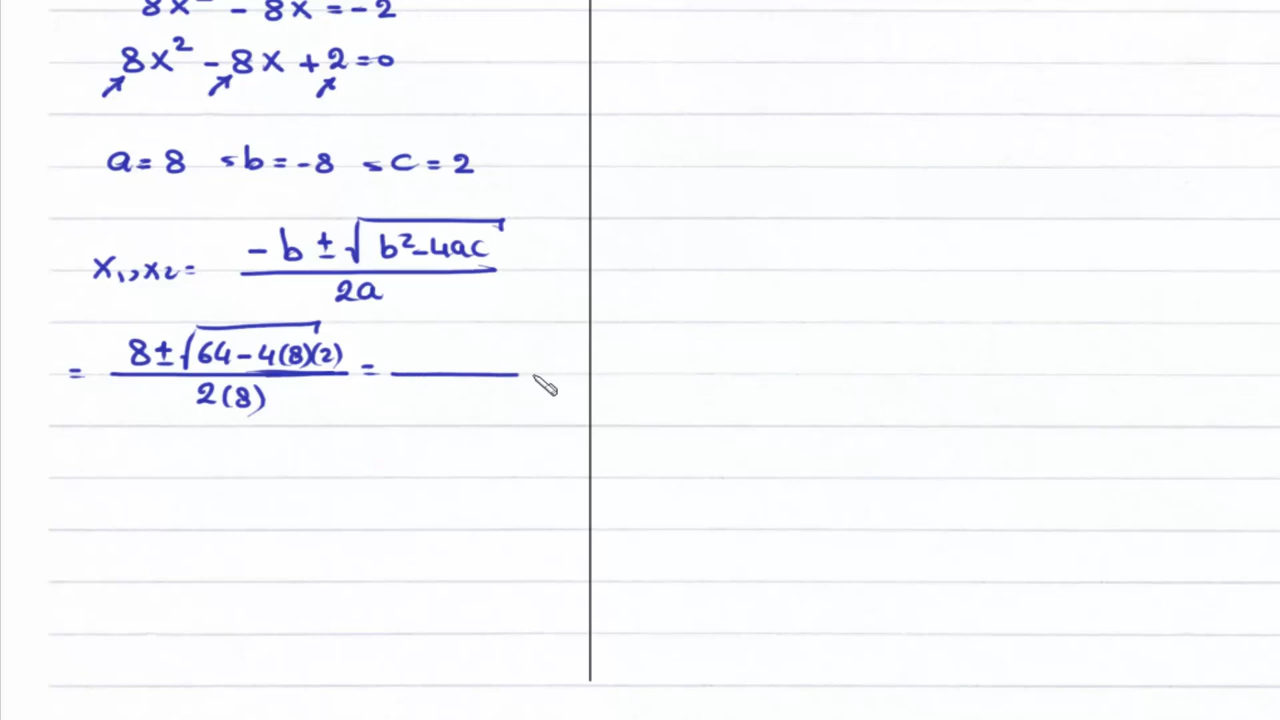 8x² - 8x = -2
8x² - 8x + 2 = 0
a = 8 , b = -8 , c = 2
x₁, x₂ = (-b ± √(b² - 4ac)) / 2a
= (8 ± √(64 - 4(8)(2))) / 2(8) =